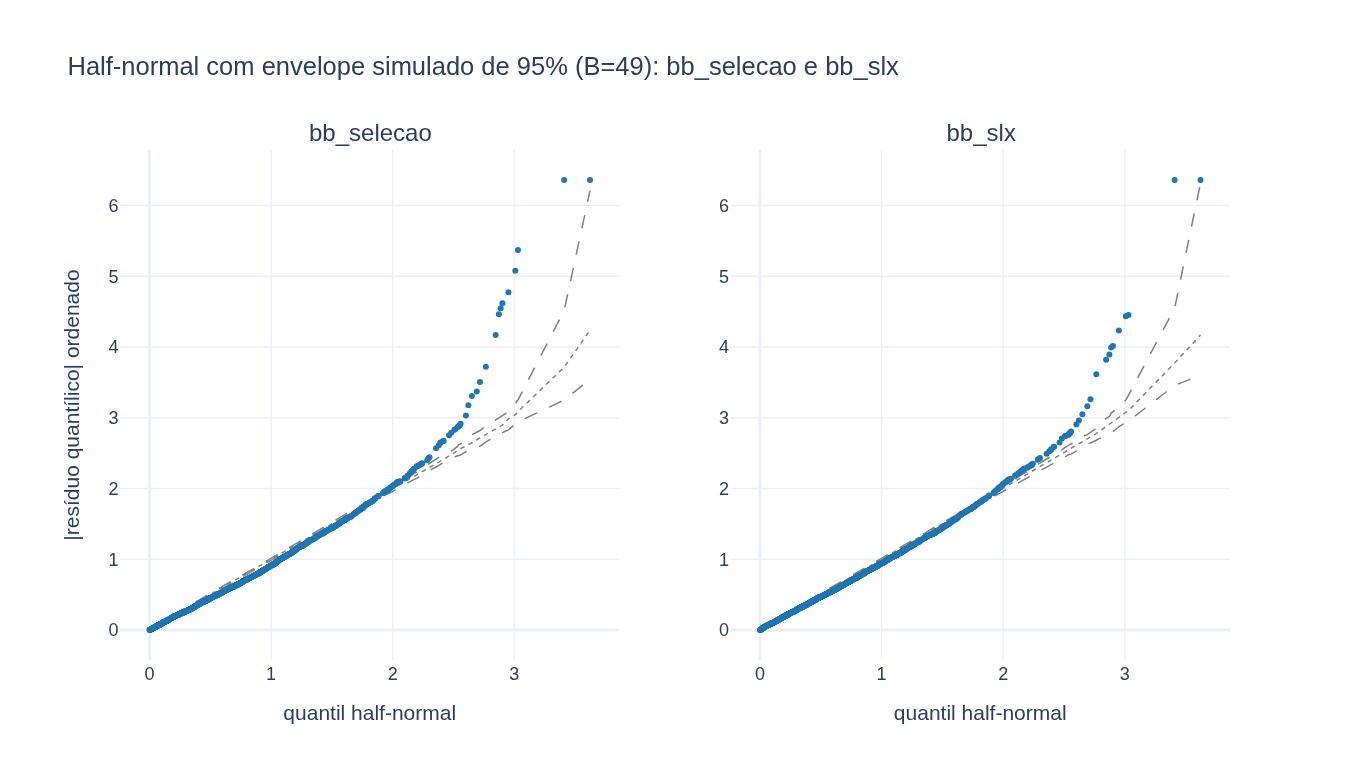 Half-normal com envelope simulado de 95% (B=49): bb_selecao e bb_slx
bb_selecao
bb_slx
|resíduo quantílico| ordenado
6
5
4
3
2
1
0
0 1 2 3
quantil half-normal
6
5
4
3
2
1
0
0 1 2 3
quantil half-normal